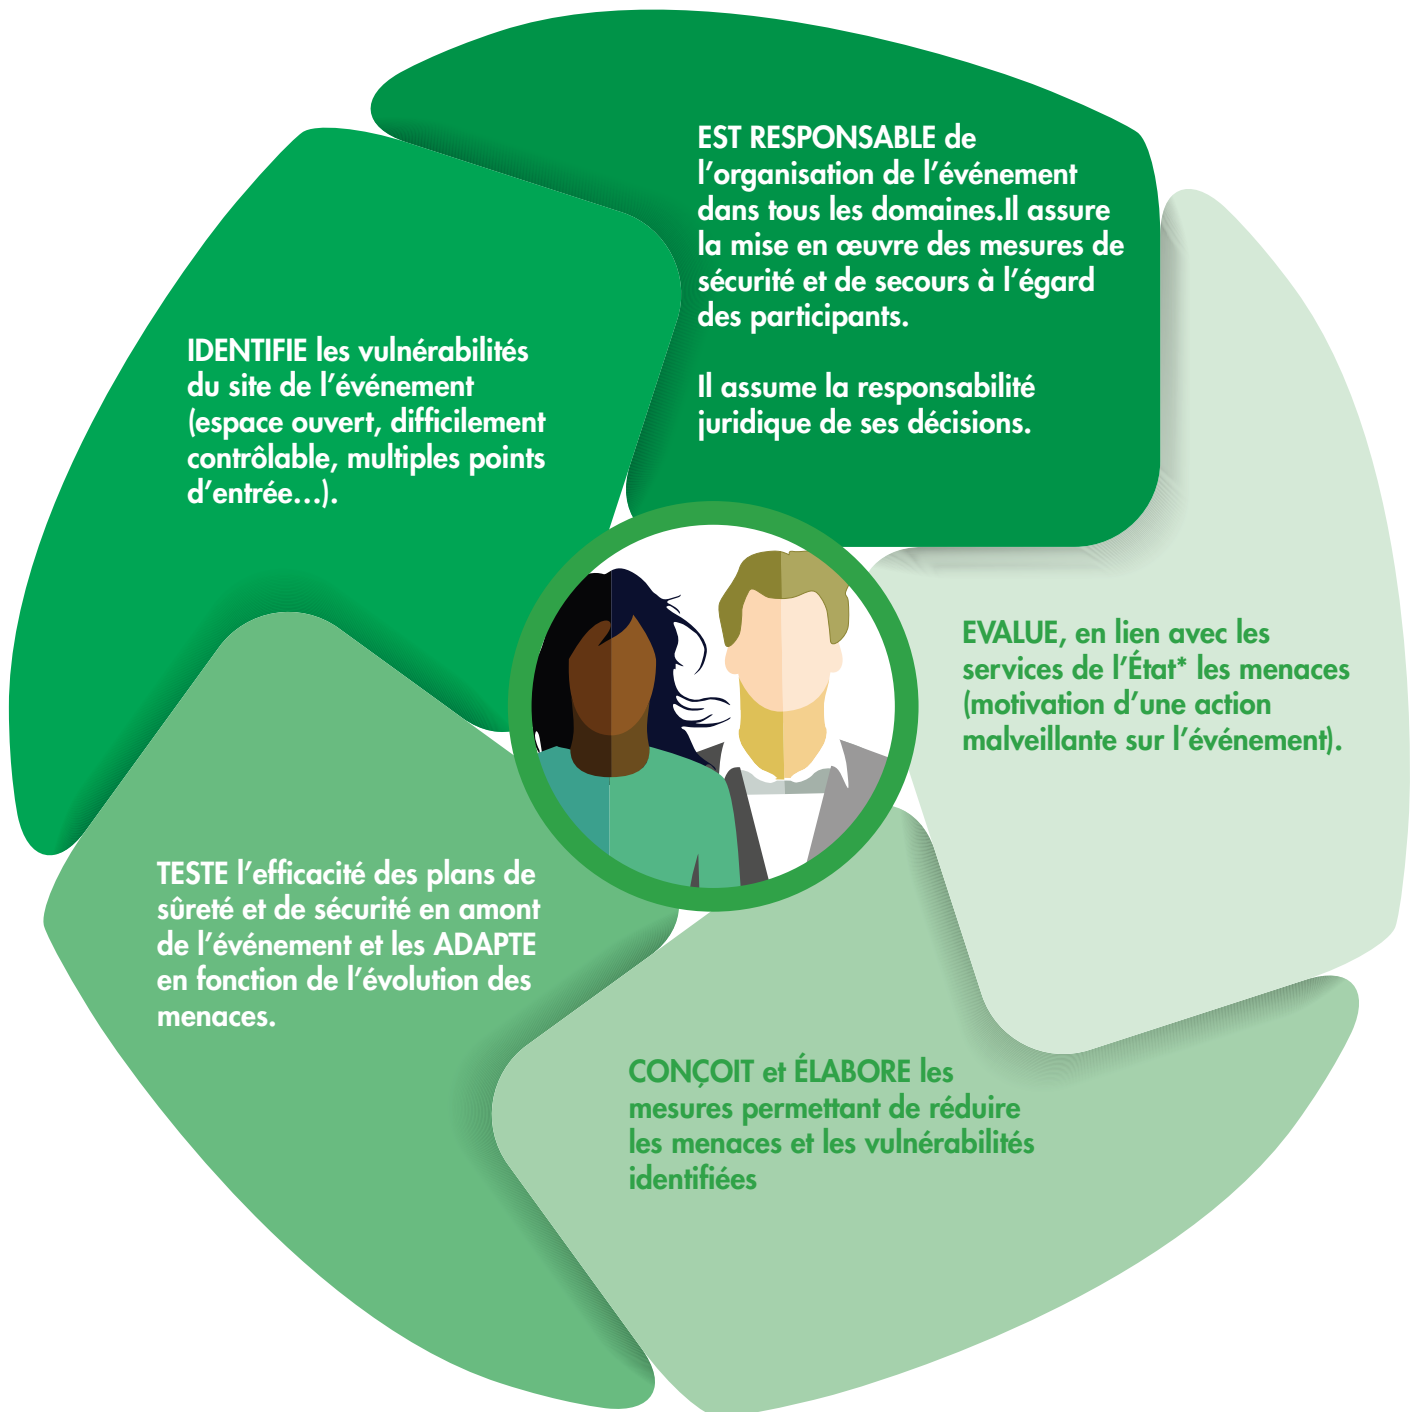 EST RESPONSABLE de
l’organisation de l’événement
dans tous les domaines.Il assure
la mise en œuvre des mesures de
sécurité et de secours à l’égard
des participants.
Il assume la responsabilité
juridique de ses décisions.
IDENTIFIE les vulnérabilités
du site de l’événement
(espace ouvert, difficilement
contrôlable, multiples points
d’entrée…).
EVALUE, en lien avec les
services de l’État* les menaces
(motivation d’une action
malveillante sur l’événement).
TESTE l’efficacité des plans de
sûreté et de sécurité en amont
de l’événement et les ADAPTE
en fonction de l’évolution des
menaces.
CONÇOIT et ÉLABORE les
mesures permettant de réduire
les menaces et les vulnérabilités
identifiées